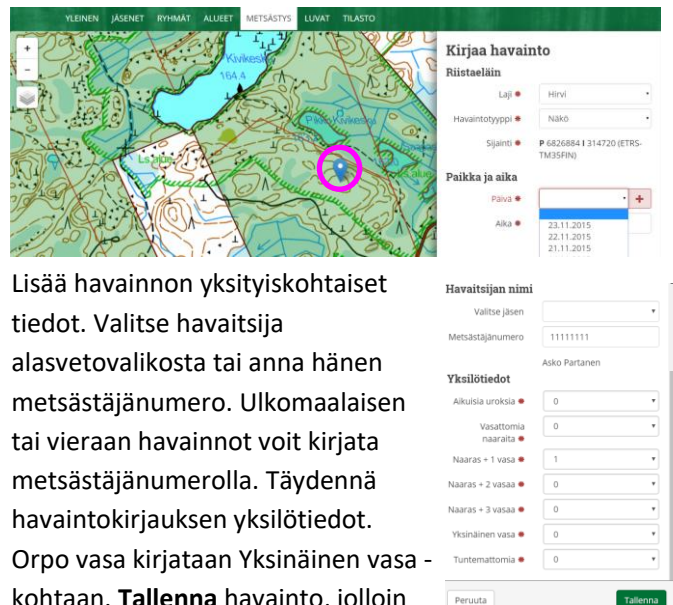 YLEINEN JÄSENET RYHMÄT ALUEET METSÄSTYS LUVAT TILASTO
+
−
Kivikeski
164.4
Pikku Kivikeski
Ls.alue
Kirjaa havainto
Riistaeläin
Laji Hirvi
Havaintotyyppi Näkö
Sijainti P 6826884 I 314720 (ETRS-
TM35FIN)
Paikka ja aika
Päivä +
Aika
23.11.2015
22.11.2015
21.11.2015
Lisää havainnon yksityiskohtaiset
tiedot. Valitse havaitsija
alasvetovalikosta tai anna hänen
metsästäjänumero. Ulkomaalaisen
tai vieraan havainnot voit kirjata
metsästäjänumerolla. Täydennä
havaintokirjauksen yksilötiedot.
Orpo vasa kirjataan Yksinäinen vasa -
kohtaan. Tallenna havainto, jolloin
Havaitsijan nimi
Valitse jäsen
Metsästäjänumero 11111111
Asko Partanen
Yksilötiedot
Aikuisia uroksia 0
Vasattomia
naaraita 0
Naaras + 1 vasa 1
Naaras + 2 vasaa 0
Naaras + 3 vasaa 0
Yksinäinen vasa 0
Tuntemattomia 0
Peruuta Tallenna